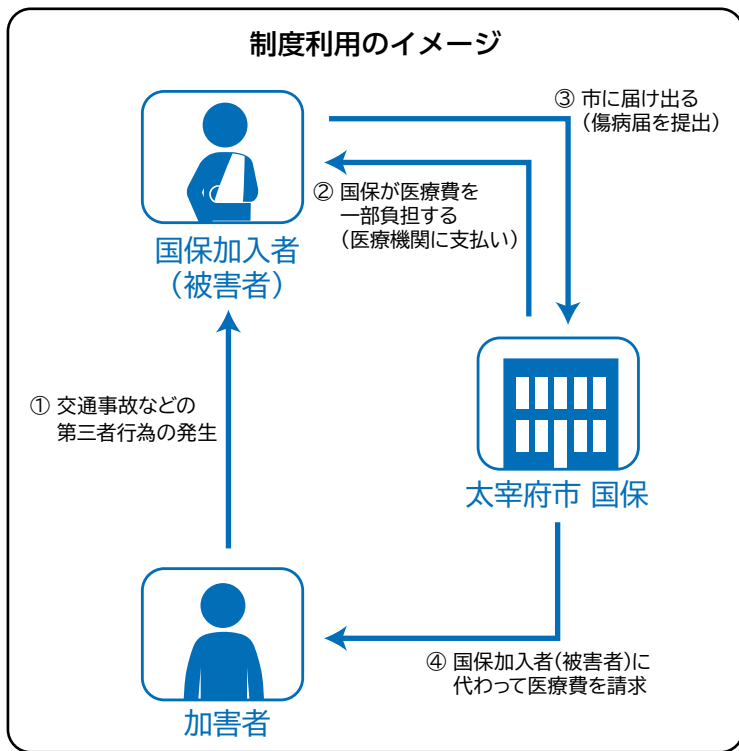 制度利用のイメージ
③ 市に届け出る
(傷病届を提出)
② 国保が医療費を
一部負担する
(医療機関に支払い)
国保加入者
(被害者)
① 交通事故などの
第三者行為の発生
太宰府市 国保
④ 国保加入者(被害者)に
代わって医療費を請求
加害者